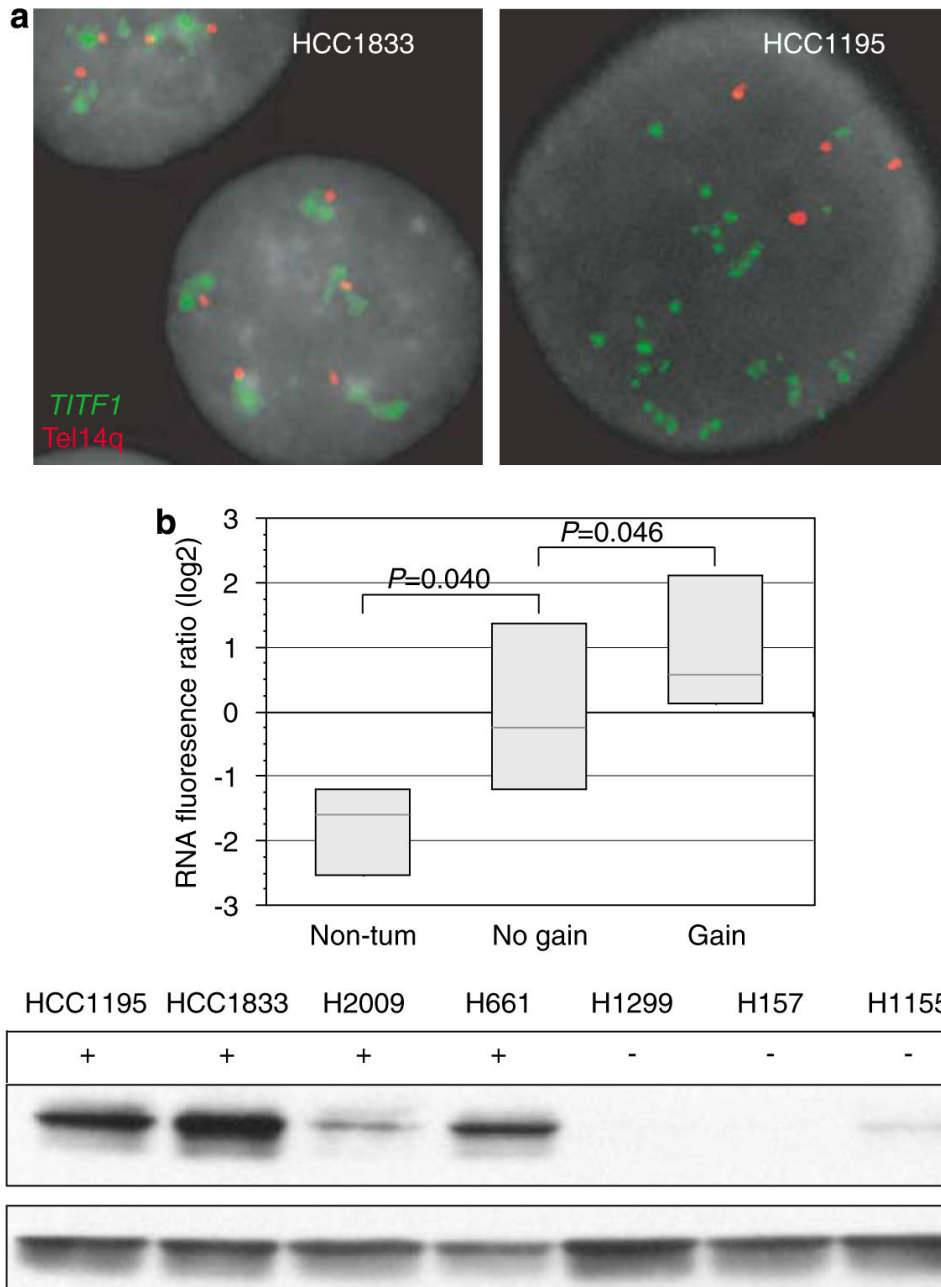 a
HCC1833
HCC1195
TITF1
Tel14q
b
RNA fluoresence ratio (log2)
3
2
1
0
-1
-2
-3
P=0.040
P=0.046
Non-tum
No gain
Gain
HCC1195 HCC1833 H2009 H661 H1299 H157 H1155
+ + + + - - -